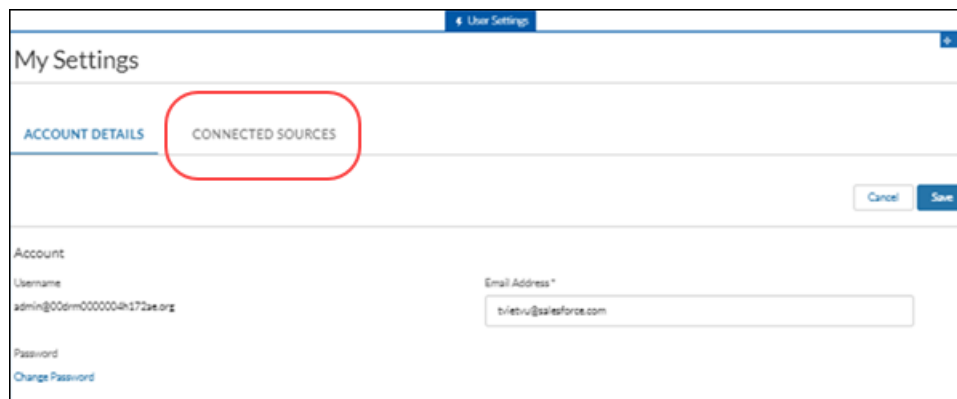 User Settings
My Settings
ACCOUNT DETAILS CONNECTED SOURCES
Cancel Save
Account
Username Email Address*
admin@00drm0000004h172ae.org tvietvu@salesforce.com
Password
Change Password